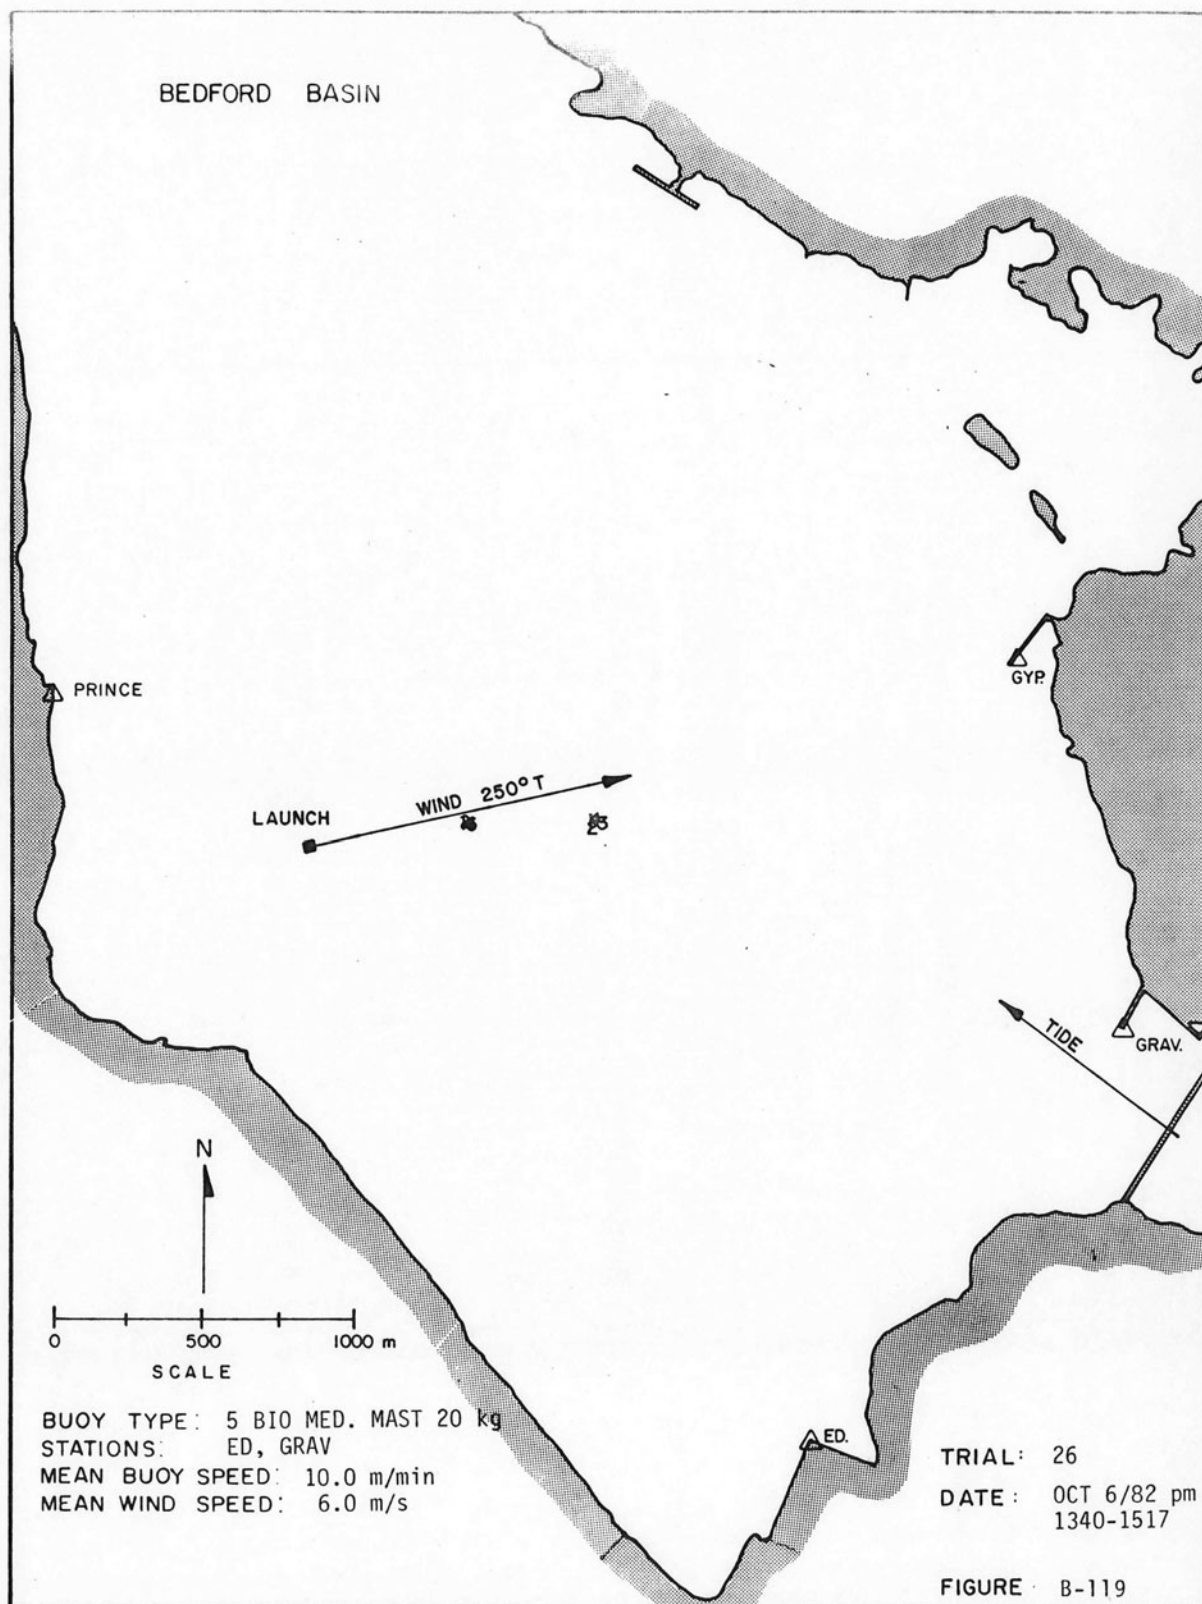 BEDFORD BASIN
PRINCE
GYP.
WIND 250° T
LAUNCH
TIDE
GRAV.
N
0 500 1000 m
SCALE
BUOY TYPE: 5 BIO MED. MAST 20 kg
STATIONS: ED, GRAV
MEAN BUOY SPEED: 10.0 m/min
MEAN WIND SPEED: 6.0 m/s
ED.
TRIAL: 26
DATE: OCT 6/82 pm
1340-1517
FIGURE B-119